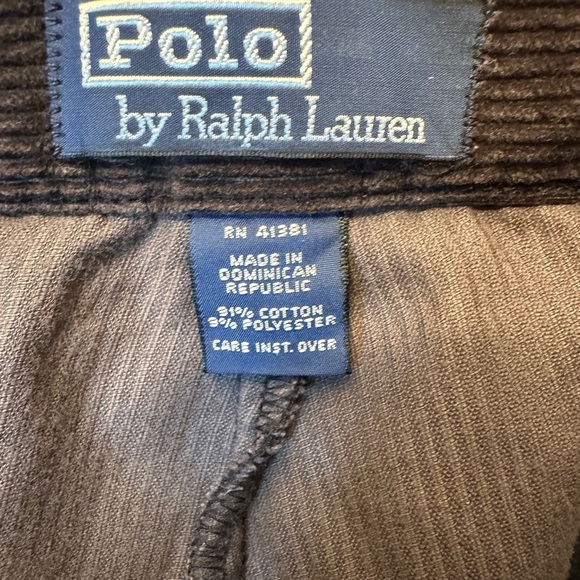 Polo
by Ralph Lauren
RN 41381
MADE IN
DOMINICAN
REPUBLIC
91% COTTON
9% POLYESTER
CARE INST. OVER